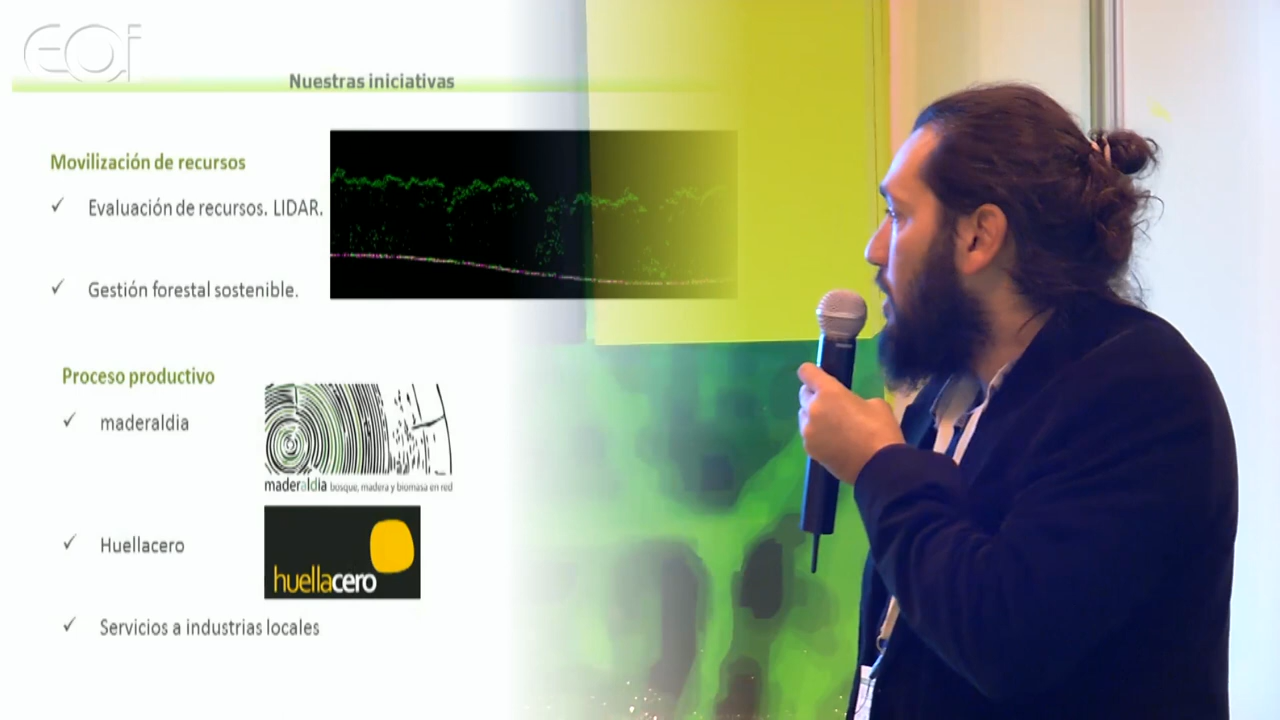 EOI
Nuestras iniciativas
Movilización de recursos
✓ Evaluación de recursos. LIDAR.
✓ Gestión forestal sostenible.
Proceso productivo
✓ maderaldia
maderaldia bosque, madera y biomasa en red
✓ Huellacero
huellacero
✓ Servicios a industrias locales